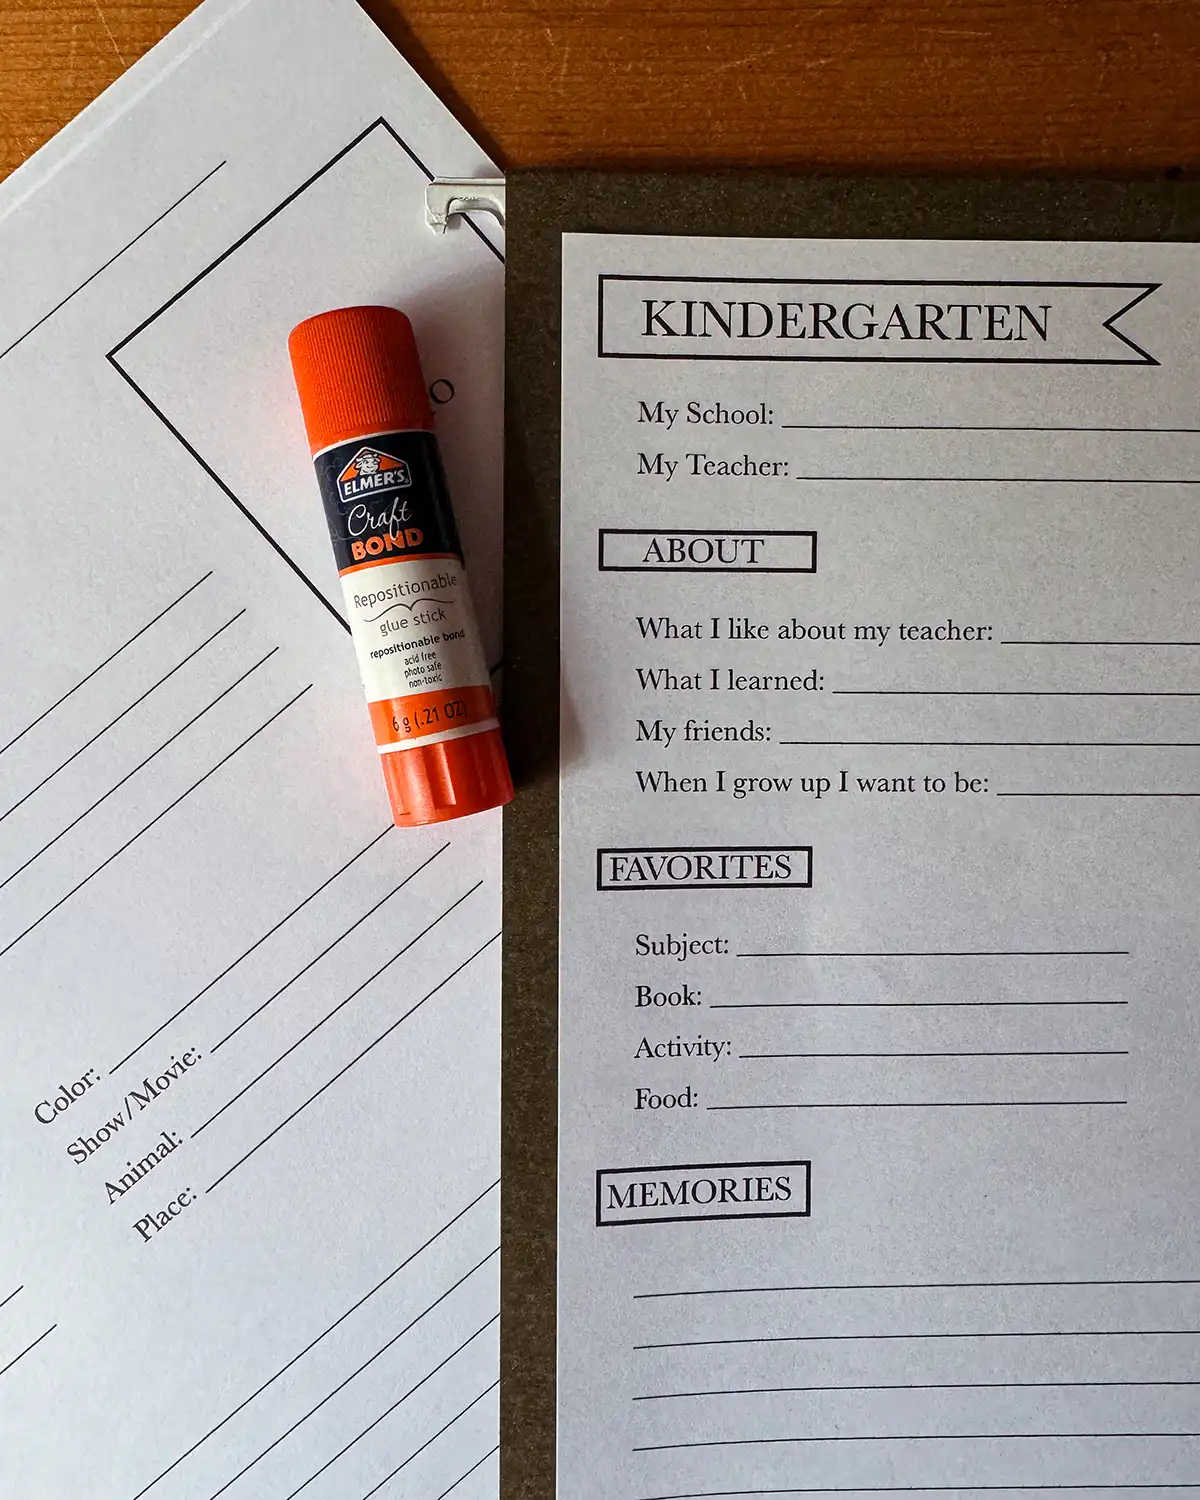 KINDERGARTEN
My School:
My Teacher:
ABOUT
What I like about my teacher:
What I learned:
My friends:
When I grow up I want to be:
FAVORITES
Subject:
Book:
Activity:
Food:
MEMORIES
ELMER'S
Craft
BOND
Repositionable
glue stick
repositionable bond
acid free
photo safe
non-toxic
6 g (.21 OZ)
Color:
Show/Movie:
Animal:
Place: